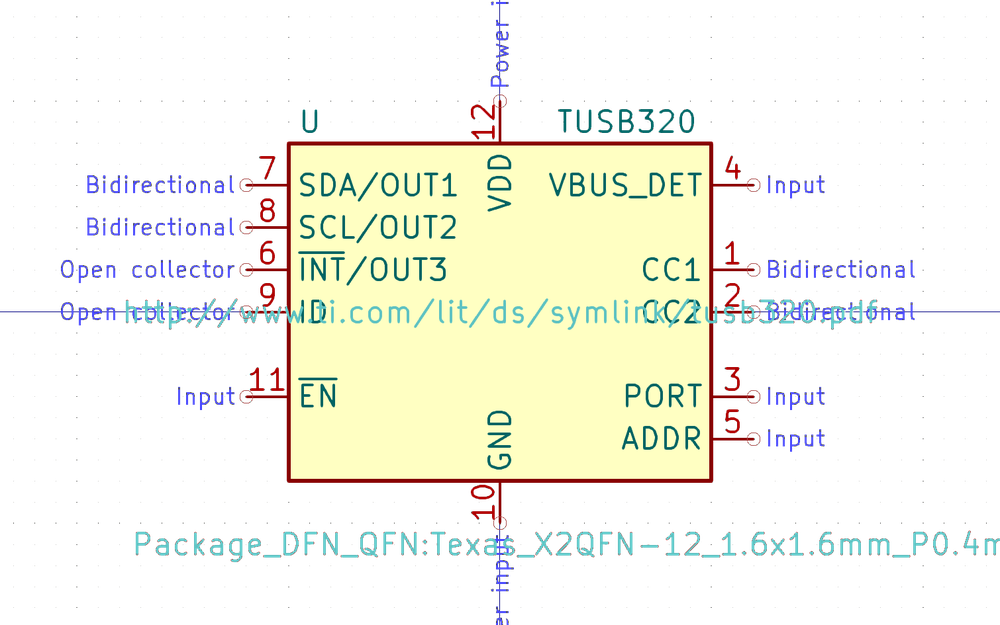 Power i
U
TUSB320
12
VDD
7
Bidirectional
SDA/OUT1
VBUS_DET
4
Input
8
Bidirectional
SCL/OUT2
6
Open collector
INT/OUT3
CC1
1
Bidirectional
9
Open collector
ID
http://www.ti.com/lit/ds/symlink/tusb320.pdf
CC2
2
Bidirectional
11
Input
EN
PORT
3
Input
ADDR
5
Input
GND
10
Package_DFN_QFN:Texas_X2QFN-12_1.6x1.6mm_P0.4m
er input